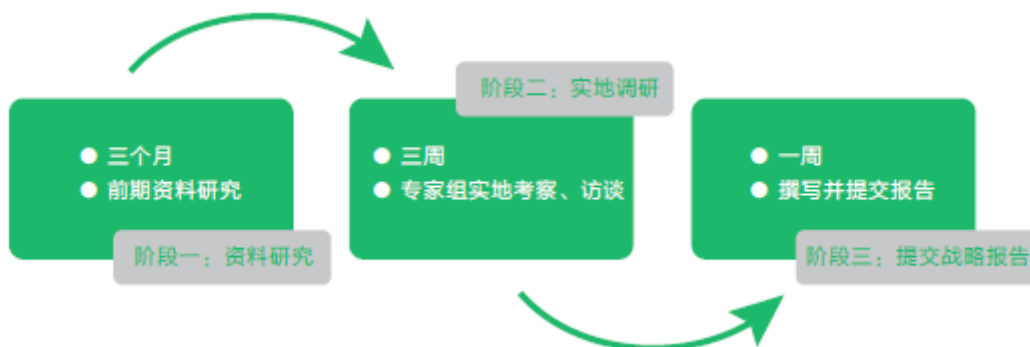 ● 三个月
● 前期资料研究
阶段一：资料研究
阶段二：实地调研
● 三周
● 专家组实地考察、访谈
● 一周
● 撰写并提交报告
阶段三：提交战略报告